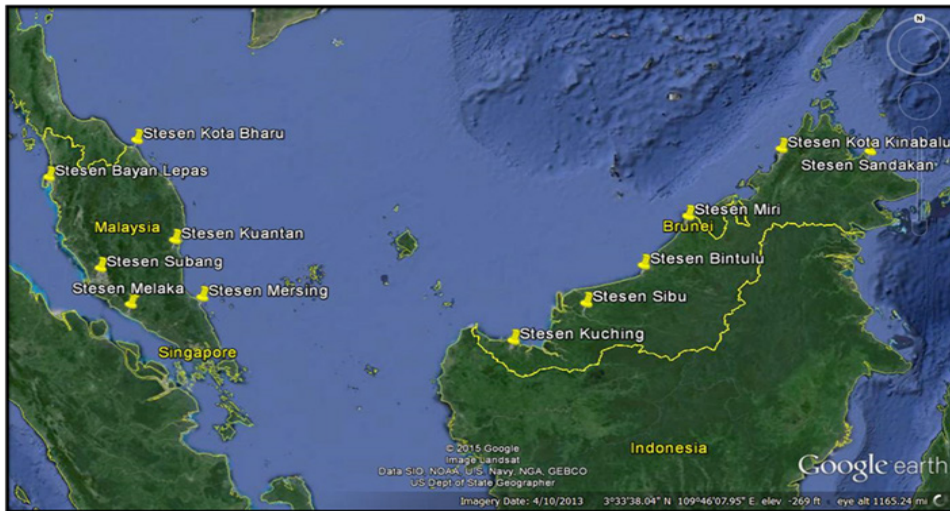 N
Stesen Kota Bharu
Stesen Kota Kinabalu
Stesen Sandakan
Stesen Bayan Lepas
Stesen Miri
Malaysia
Brunei
Stesen Kuantan
Stesen Subang
Stesen Bintulu
Stesen Melaka
Stesen Mersing
Stesen Sibu
Stesen Kuching
Singapore
Indonesia
© 2015 Google
Image Landsat
Data SIO, NOAA, U.S. Navy, NGA, GEBCO
US Dept of State Geographer
Google earth
Imagery Date: 4/10/2013 3°33'38.04" N 109°46'07.95" E elev -269 ft eye alt 1165.24 mi